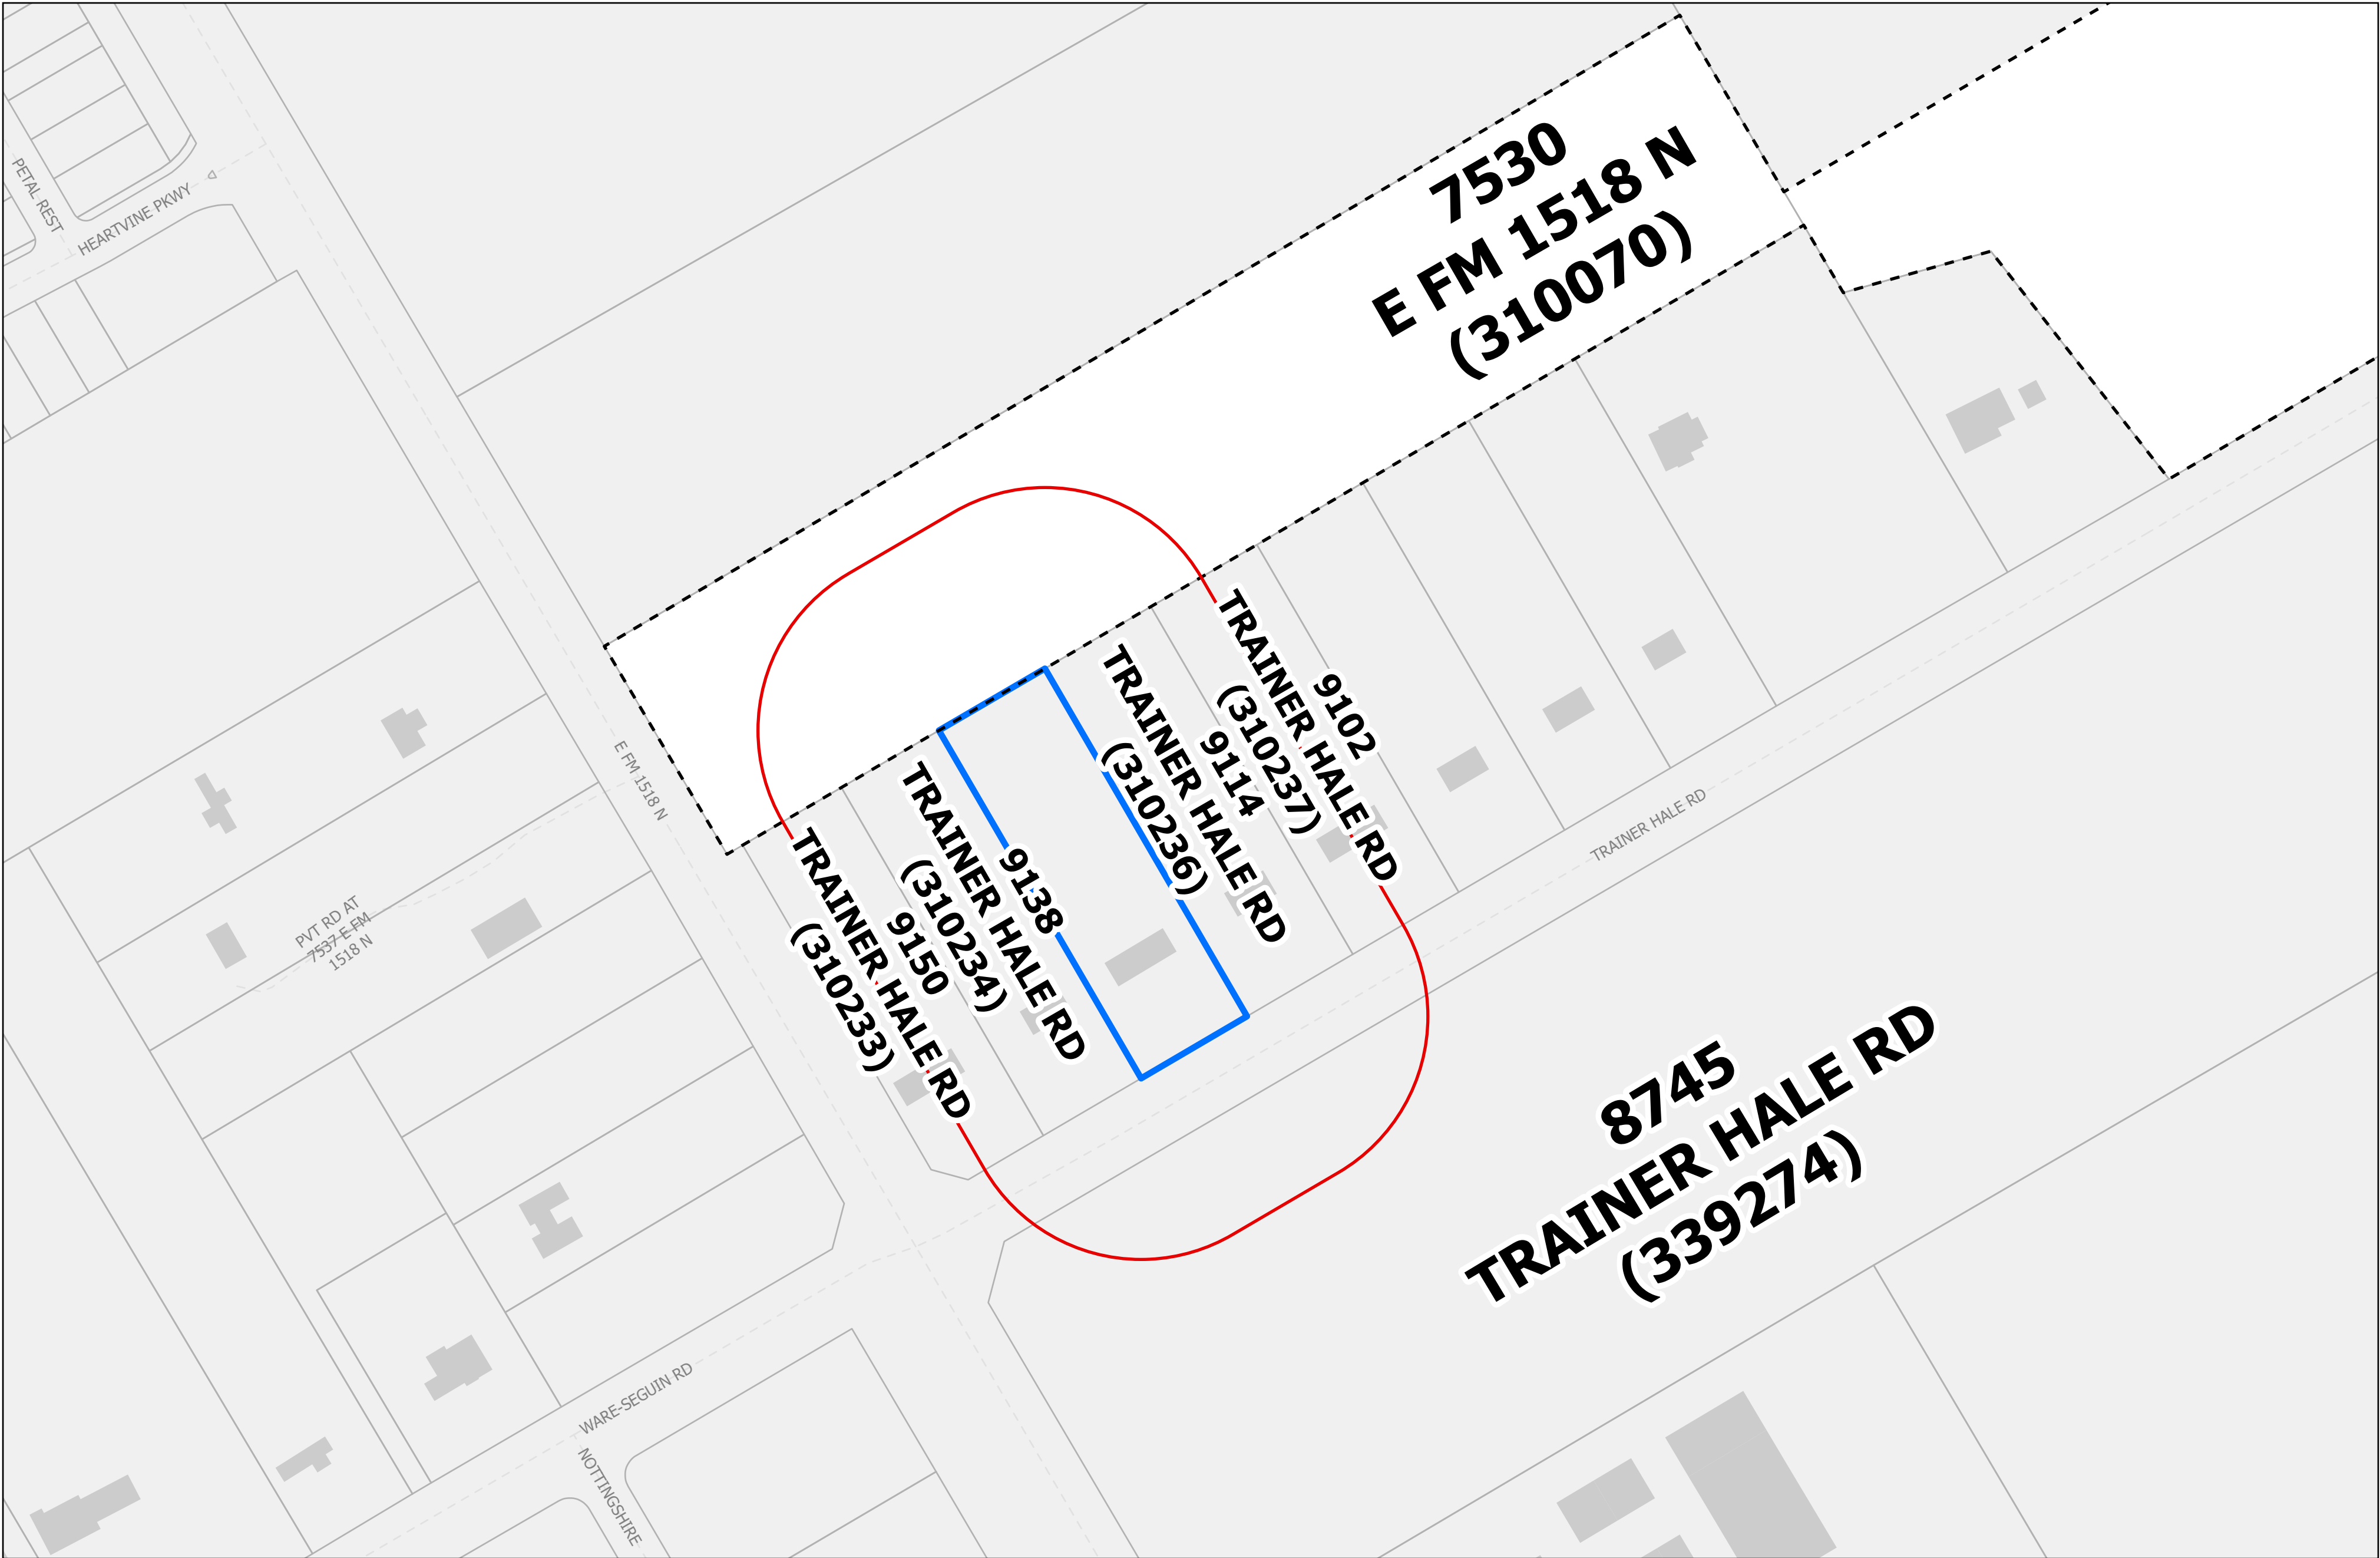 PETAL REST
HEARTVINE PKWY
7530
E FM 1518 N
(310070)
E FM 1518 N
PVT RD AT
7537 E FM
1518 N
9102
TRAINER HALE RD
(310237)
9114
TRAINER HALE RD
(310236)
9138
TRAINER HALE RD
(310234)
9150
TRAINER HALE RD
(310233)
TRAINER HALE RD
8745
TRAINER HALE RD
(339274)
WARE-SEGUIN RD
NOTTINGSHIRE